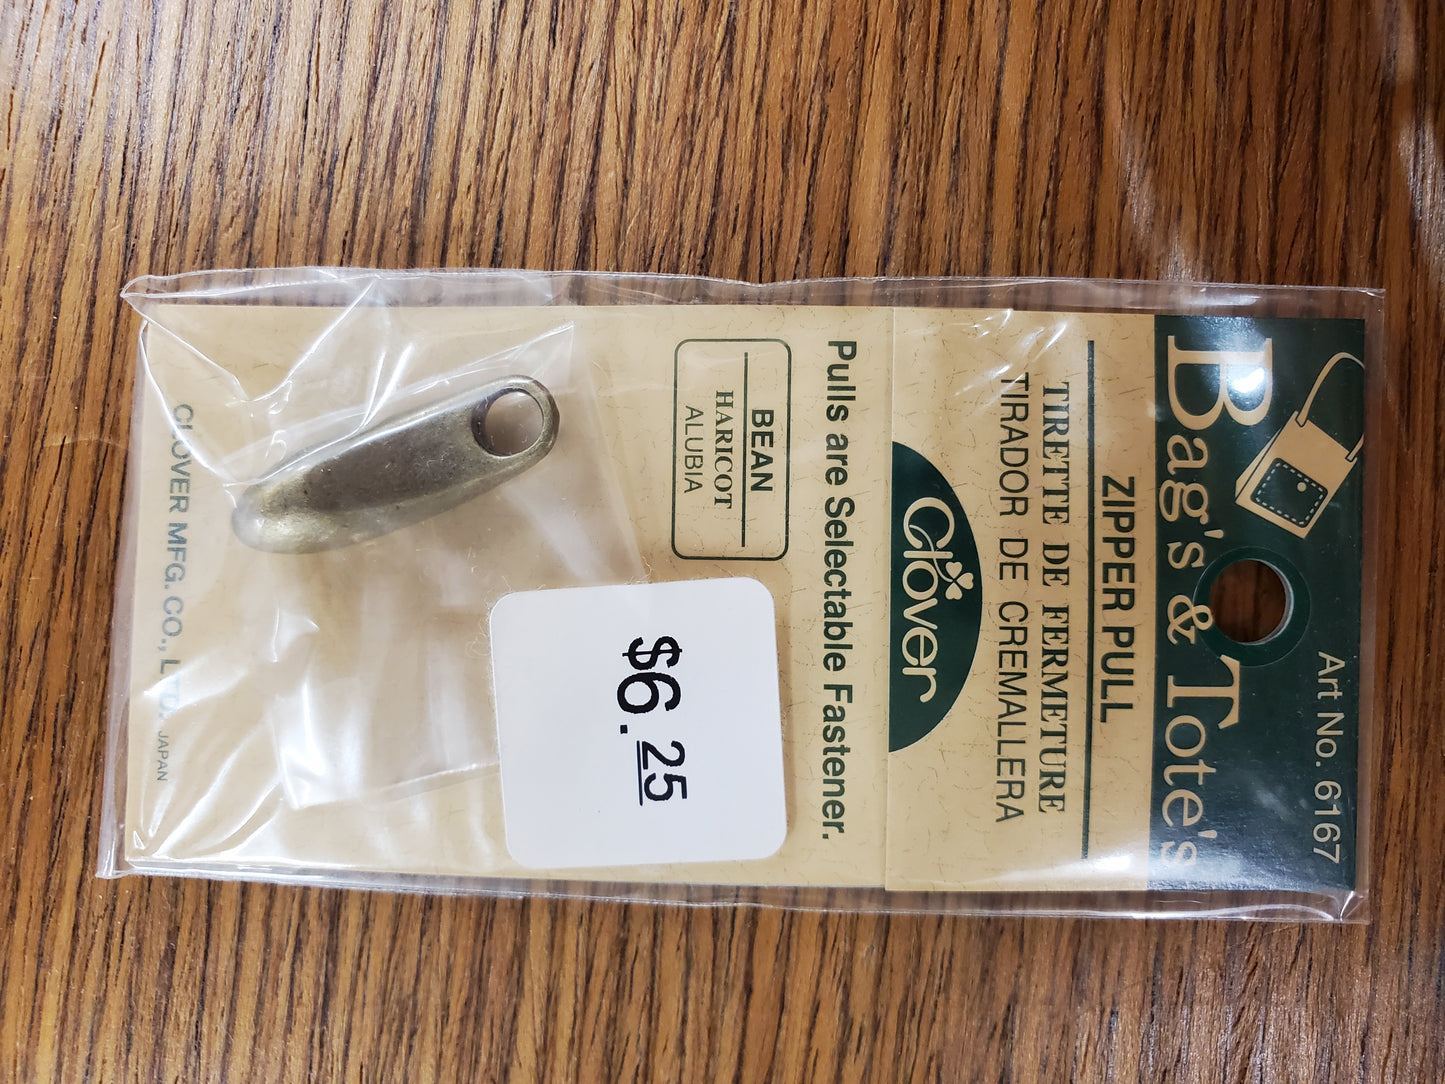 Art No. 6167
Bag's & Tote's
ZIPPER PULL
TIRETTE DE FERMETURE
TIRADOR DE CREMALLERA
Clover
Pulls are Selectable Fastener.
BEAN
HARICOT
ALUBIA
$6.25
CLOVER MFG. CO., LTD. JAPAN